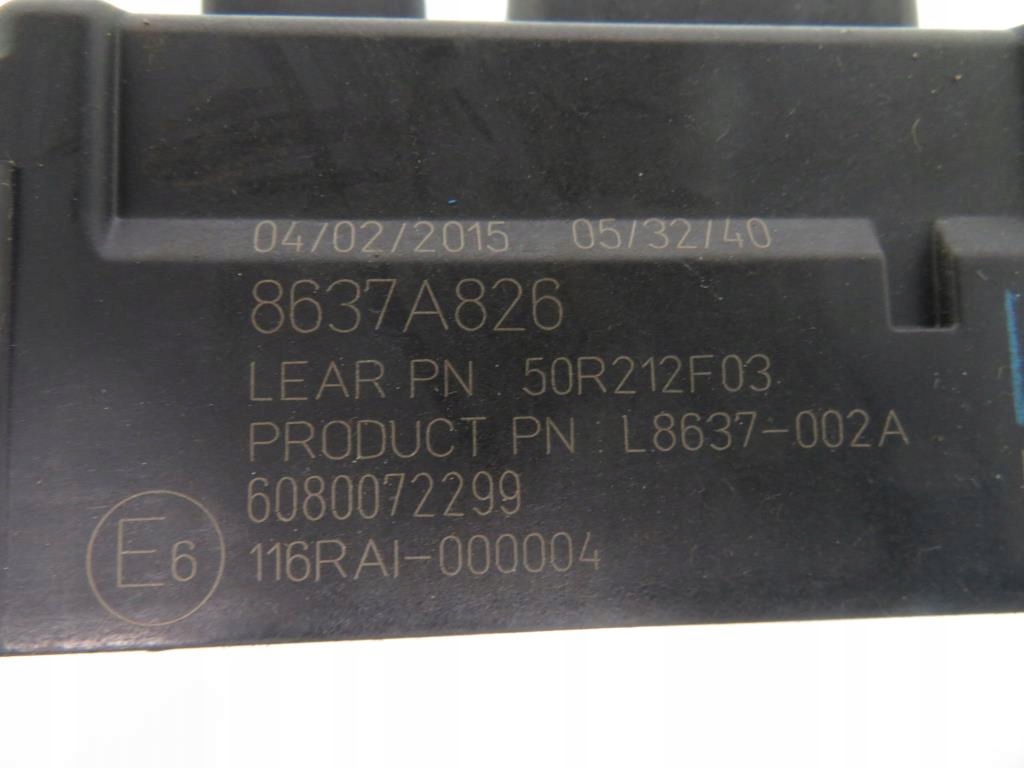 04/02/2015 05/32/40
8637A826
LEAR PN 50R212F03
PRODUCT PN L8637-002A
6080072299
E6 116RAI-000004